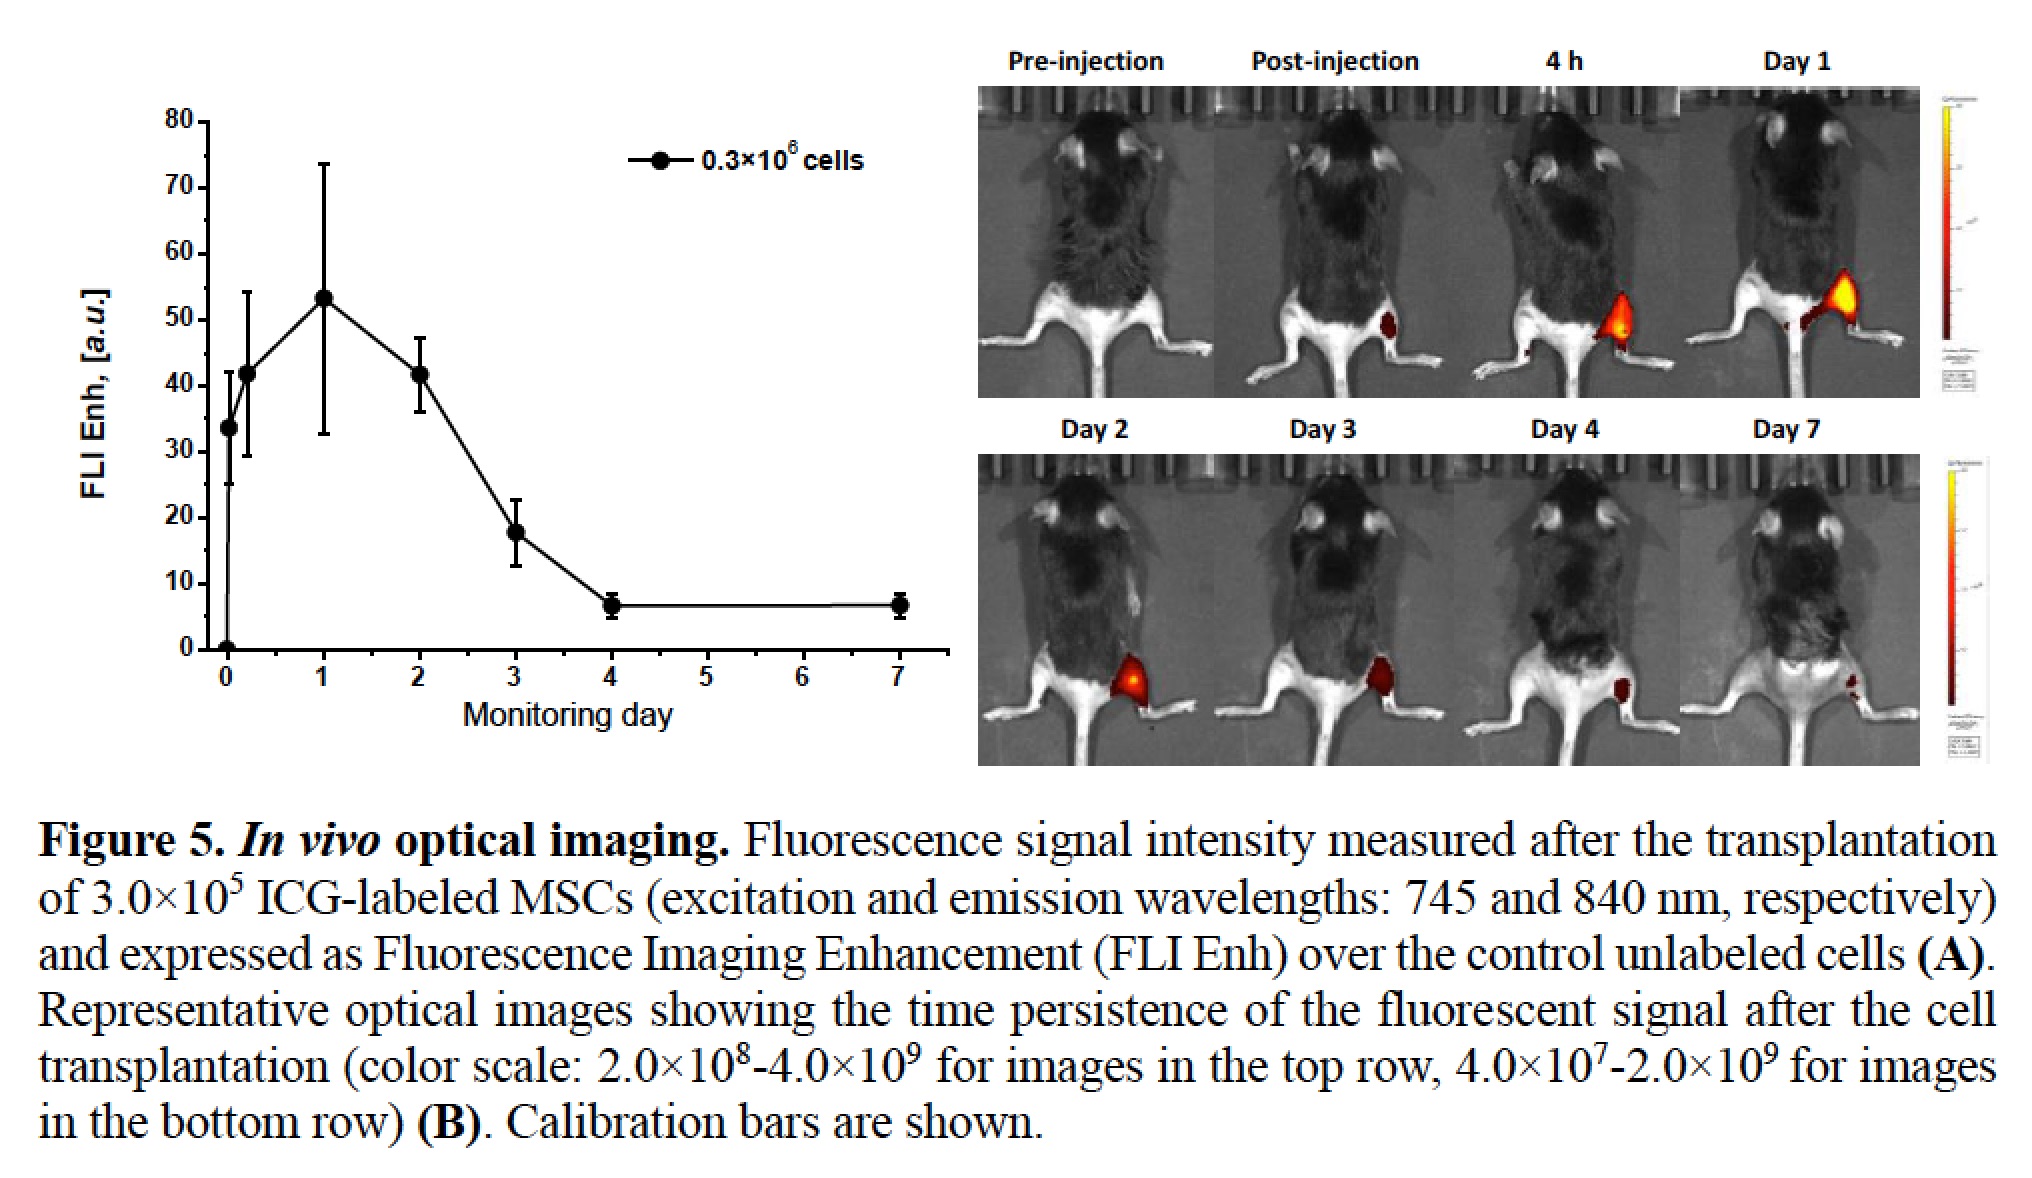 80
70
60
50
40
30
20
10
0
FLI Enh, [a.u.]
0.3×10⁶ cells
0 1 2 3 4 5 6 7
Monitoring day
Pre-injection Post-injection 4 h Day 1
Day 2 Day 3 Day 4 Day 7
Figure 5. In vivo optical imaging. Fluorescence signal intensity measured after the transplantation
of 3.0×10⁵ ICG-labeled MSCs (excitation and emission wavelengths: 745 and 840 nm, respectively)
and expressed as Fluorescence Imaging Enhancement (FLI Enh) over the control unlabeled cells (A).
Representative optical images showing the time persistence of the fluorescent signal after the cell
transplantation (color scale: 2.0×10⁸-4.0×10⁹ for images in the top row, 4.0×10⁷-2.0×10⁹ for images
in the bottom row) (B). Calibration bars are shown.